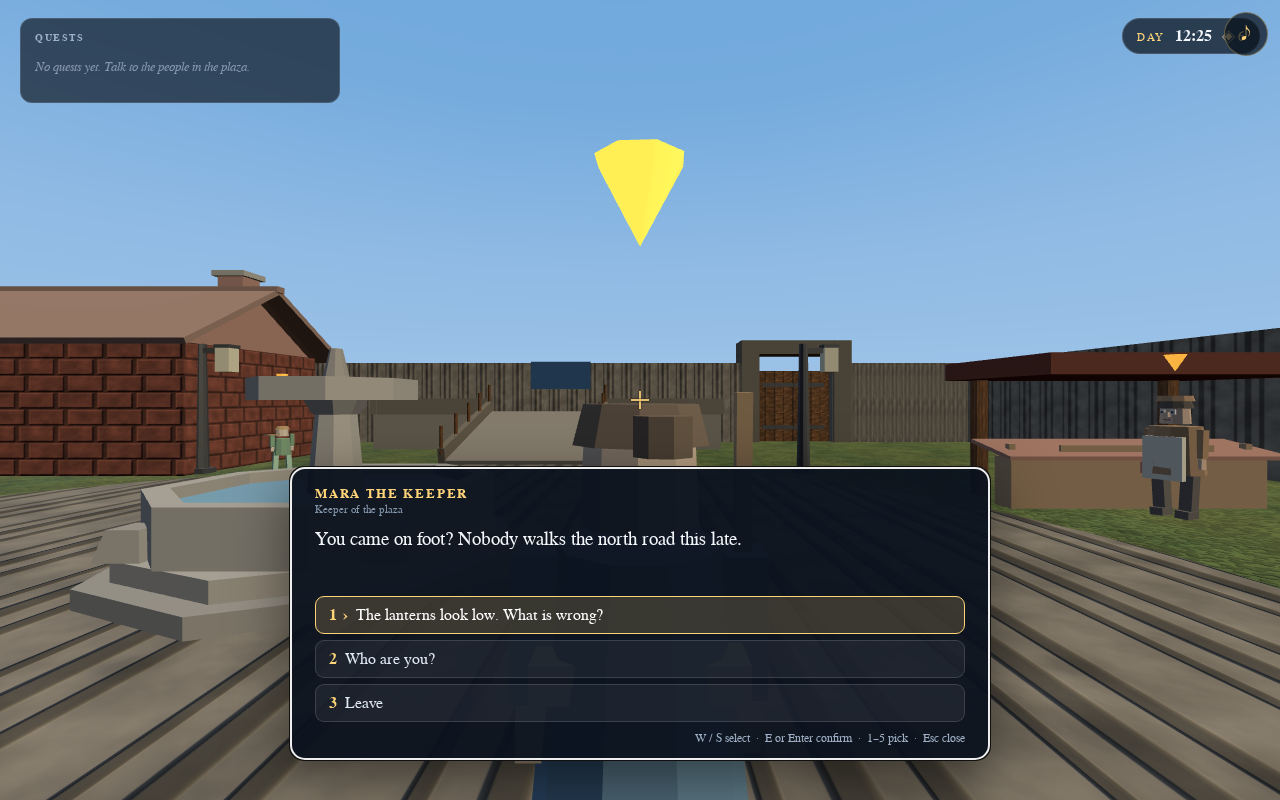 QUESTS
No quests yet. Talk to the people in the plaza.
DAY 12:25
MARA THE KEEPER
Keeper of the plaza
You came on foot? Nobody walks the north road this late.
1 › The lanterns look low. What is wrong?
2 Who are you?
3 Leave
W / S select · E or Enter confirm · 1–5 pick · Esc close